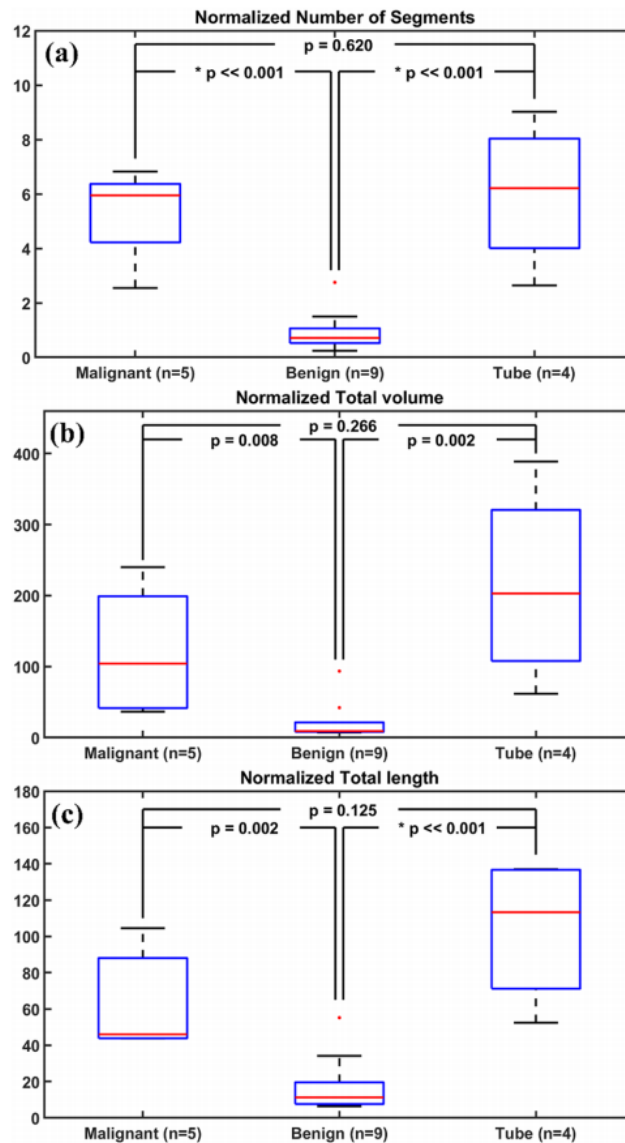 Normalized Number of Segments
(a)
p = 0.620
* p << 0.001
* p << 0.001
12
10
8
6
4
2
0
Malignant (n=5)
Benign (n=9)
Tube (n=4)
Normalized Total volume
(b)
p = 0.266
p = 0.008
p = 0.002
400
300
200
100
0
Malignant (n=5)
Benign (n=9)
Tube (n=4)
Normalized Total length
(c)
p = 0.125
p = 0.002
* p << 0.001
180
160
140
120
100
80
60
40
20
0
Malignant (n=5)
Benign (n=9)
Tube (n=4)